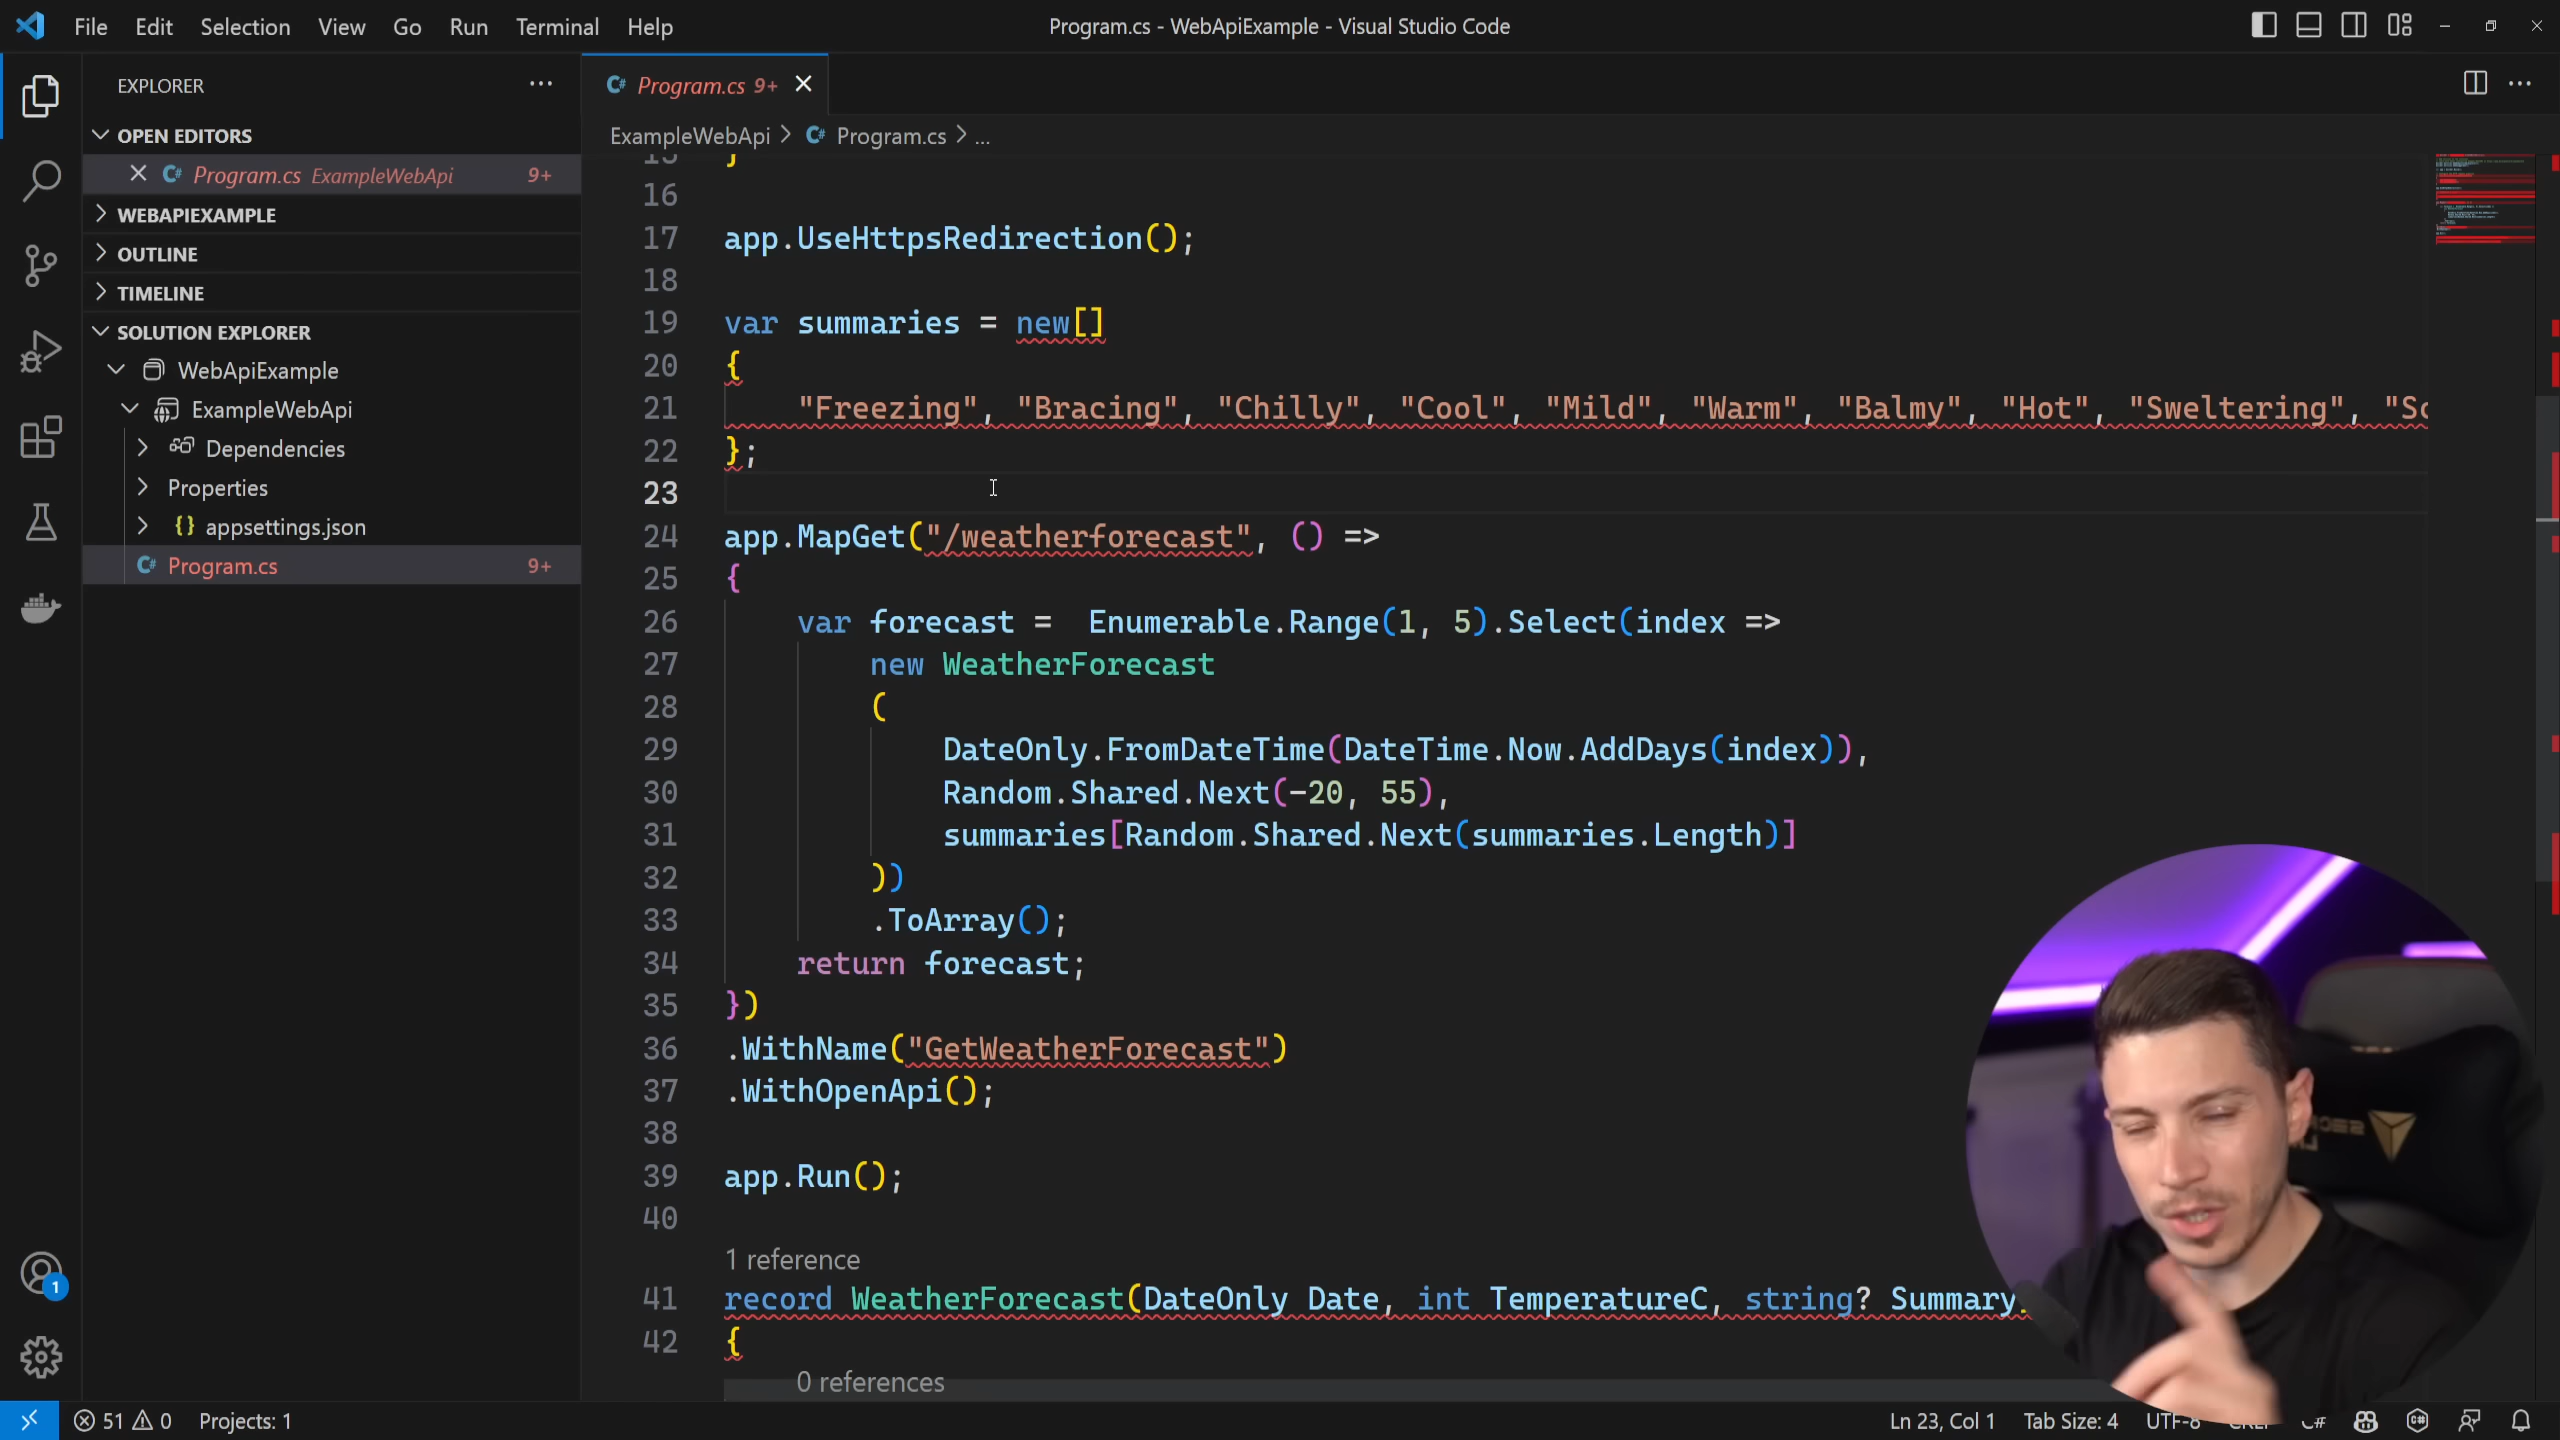 File Edit Selection View Go Run Terminal Help
Program.cs - WebApiExample - Visual Studio Code
EXPLORER
OPEN EDITORS
Program.cs ExampleWebApi 9+
WEBAPIEXAMPLE
OUTLINE
TIMELINE
SOLUTION EXPLORER
WebApiExample
ExampleWebApi
Dependencies
Properties
appsettings.json
Program.cs 9+
Program.cs 9+
ExampleWebApi > Program.cs > ...
16
17 app.UseHttpsRedirection();
18
19 var summaries = new[]
20 {
21 "Freezing", "Bracing", "Chilly", "Cool", "Mild", "Warm", "Balmy", "Hot", "Sweltering", "Sc
22 };
23
24 app.MapGet("/weatherforecast", () =>
25 {
26 var forecast =  Enumerable.Range(1, 5).Select(index =>
27 new WeatherForecast
28 (
29 DateOnly.FromDateTime(DateTime.Now.AddDays(index)),
30 Random.Shared.Next(-20, 55),
31 summaries[Random.Shared.Next(summaries.Length)]
32 ))
33 .ToArray();
34 return forecast;
35 })
36 .WithName("GetWeatherForecast")
37 .WithOpenApi();
38
39 app.Run();
40
1 reference
41 record WeatherForecast(DateOnly Date, int TemperatureC, string? Summary)
42 {
0 references
1
51 0 Projects: 1
Ln 23, Col 1 Tab Size: 4 UTF-8 C#